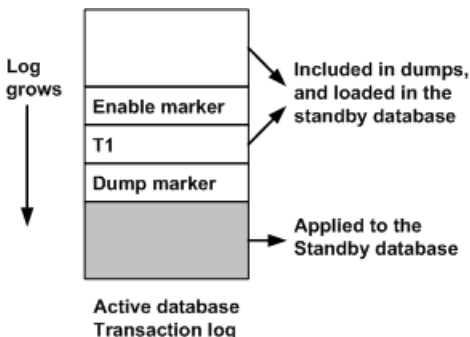 Log
grows
Enable marker
T1
Dump marker
Included in dumps,
and loaded in the
standby database
Applied to the
Standby database
Active database
Transaction log